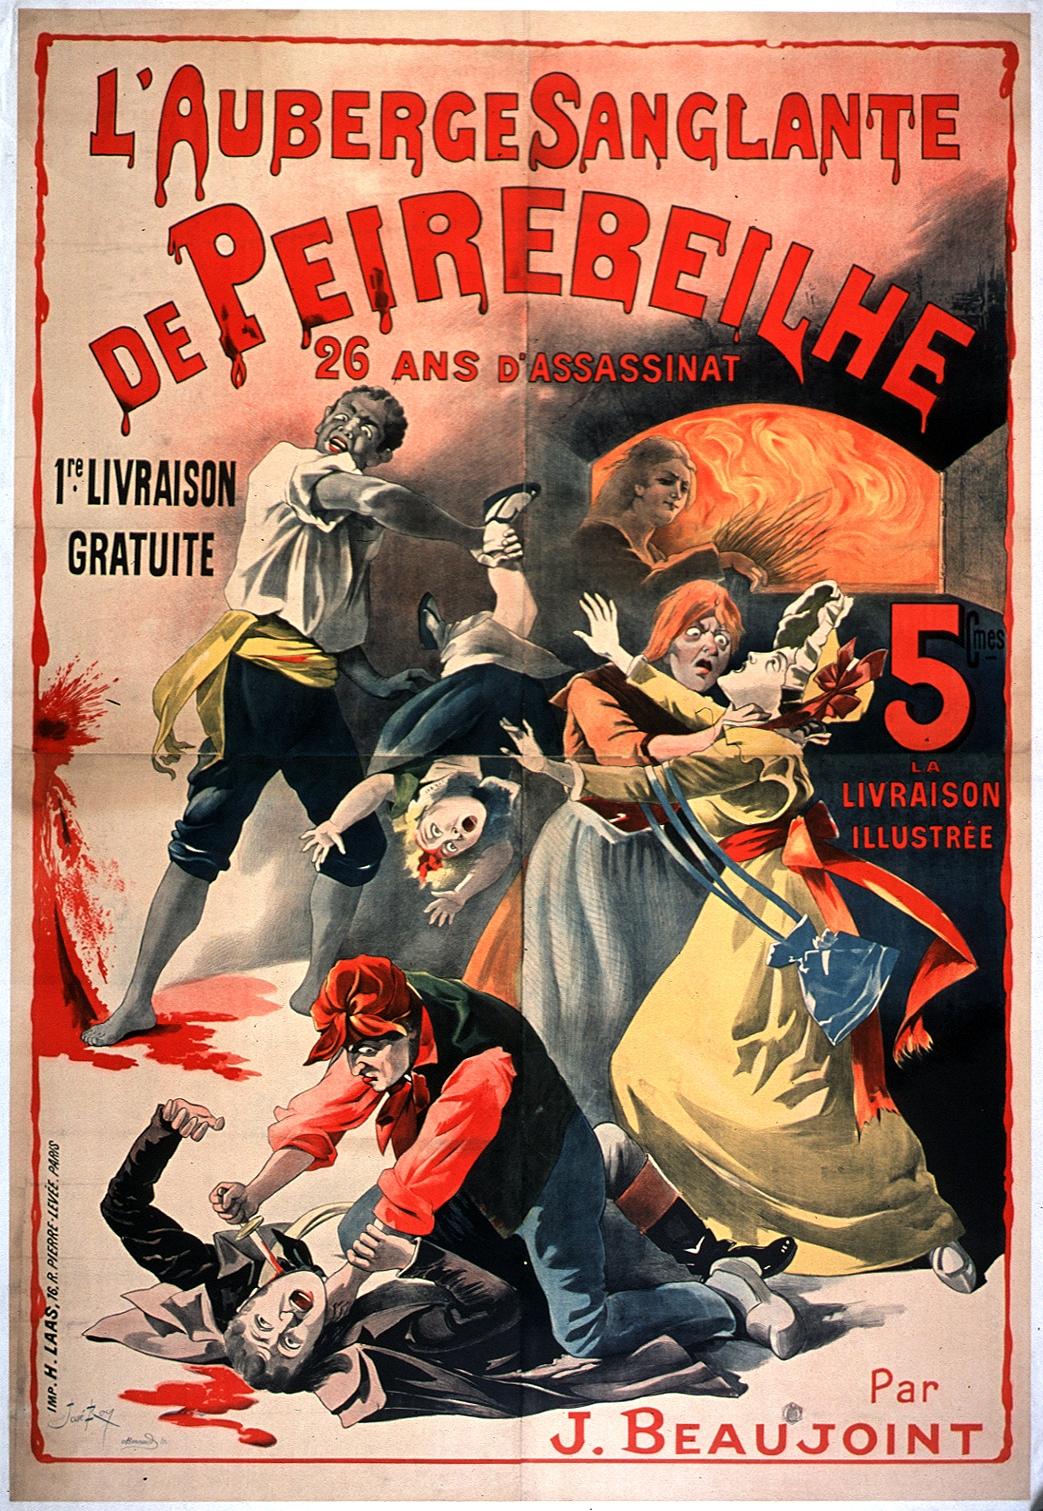 L'AUBERGE SANGLANTE
DE PEIREBEILHE
26 ANS D'ASSASSINAT
1re LIVRAISON
GRATUITE
5 Cmes
LA
LIVRAISON
ILLUSTRÉE
IMP. H. LAAS, 76, R. PIERRE-LEVÉE. PARIS
Par
J. BEAUJOINT